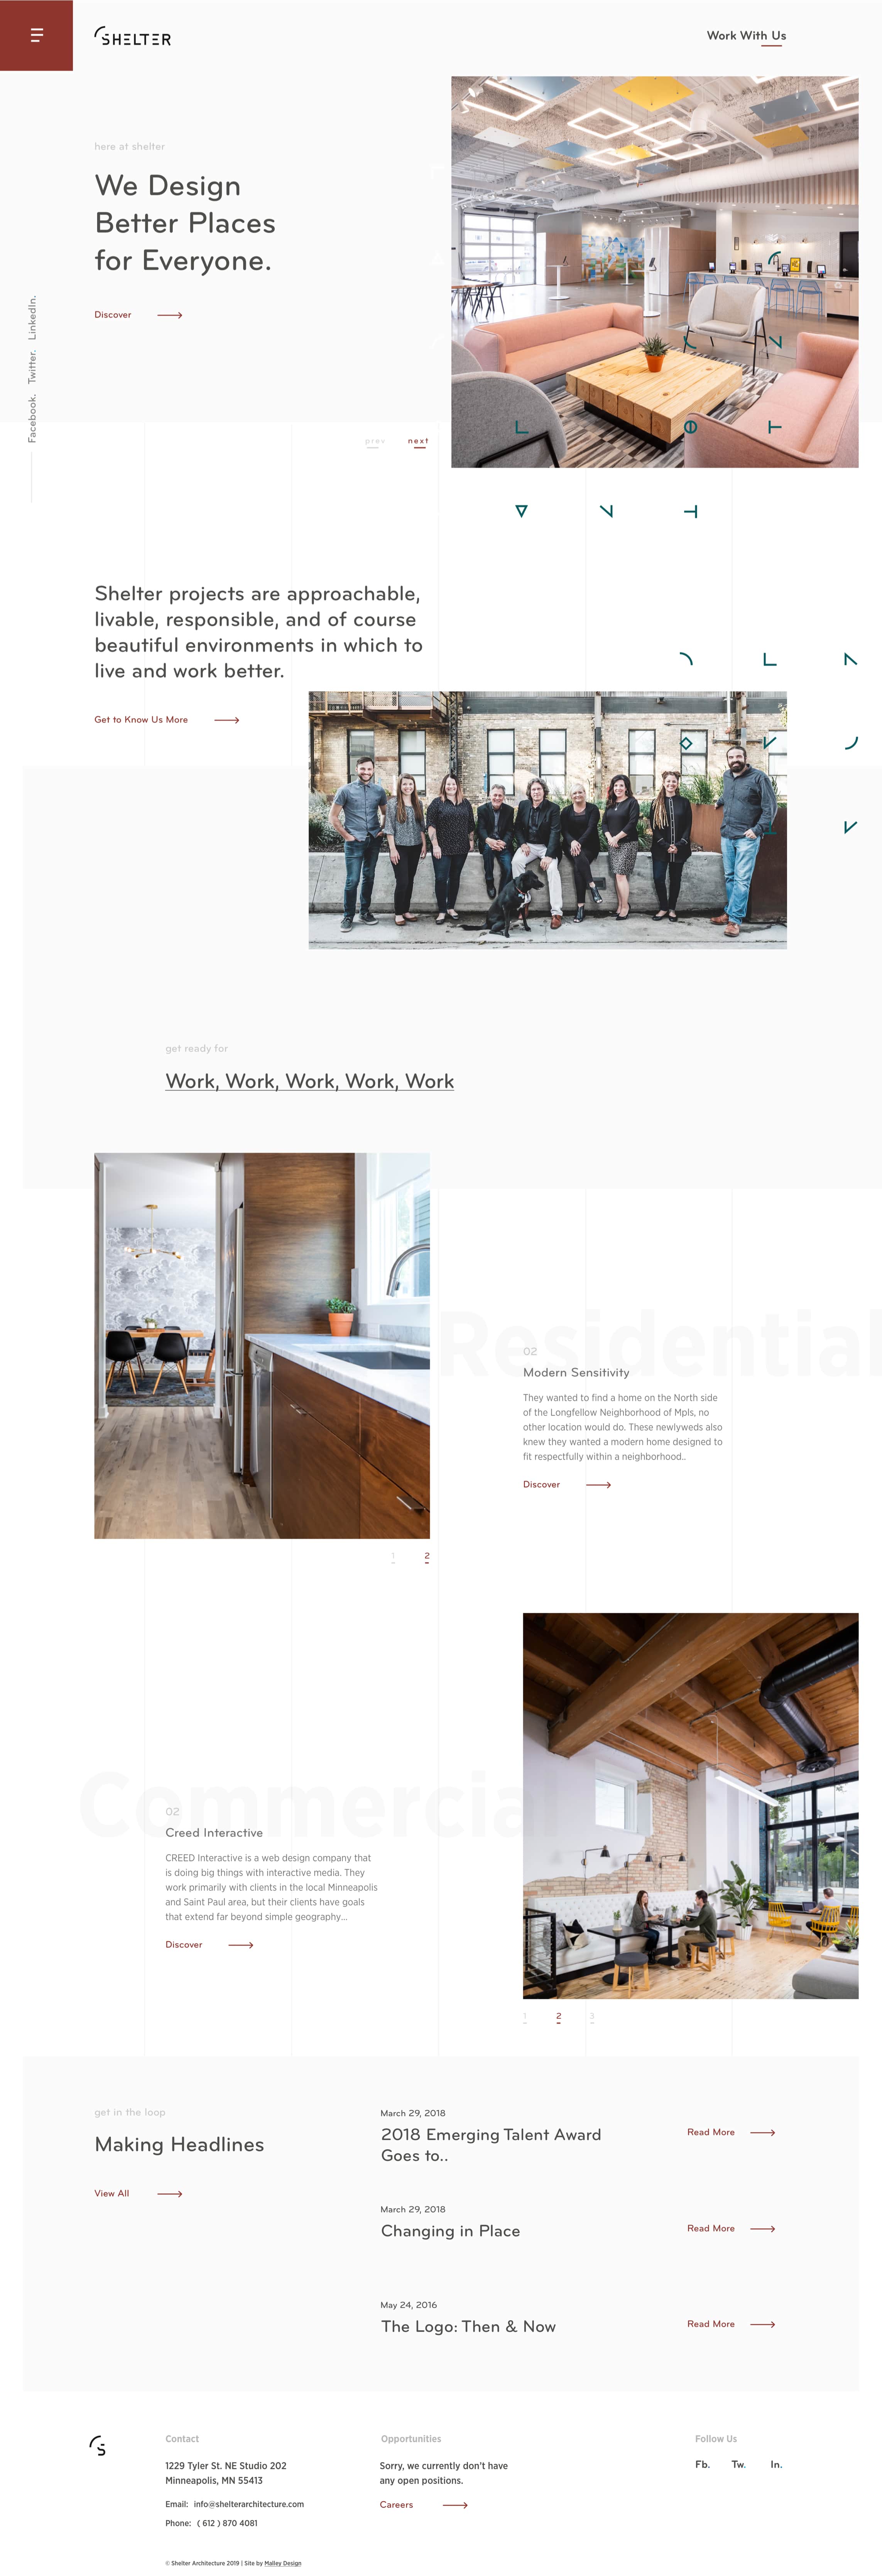 SHELTER
Work With Us
here at shelter
We Design
Better Places
for Everyone.
Discover
Facebook. Twitter. LinkedIn.
prev next
Shelter projects are approachable,
livable, responsible, and of course
beautiful environments in which to
live and work better.
Get to Know Us More
get ready for
Work, Work, Work, Work, Work
Residential
02
Modern Sensitivity
They wanted to find a home on the North side
of the Longfellow Neighborhood of Mpls, no
other location would do. These newlyweds also
knew they wanted a modern home designed to
fit respectfully within a neighborhood..
Discover
1 2
Commercial
02
Creed Interactive
CREED Interactive is a web design company that
is doing big things with interactive media. They
work primarily with clients in the local Minneapolis
and Saint Paul area, but their clients have goals
that extend far beyond simple geography...
Discover
1 2 3
get in the loop
Making Headlines
View All
March 29, 2018
2018 Emerging Talent Award
Goes to..
Read More
March 29, 2018
Changing in Place
Read More
May 24, 2016
The Logo: Then & Now
Read More
S
Contact
1229 Tyler St. NE Studio 202
Minneapolis, MN 55413
Email: info@shelterarchitecture.com
Phone: ( 612 ) 870 4081
Opportunities
Sorry, we currently don't have
any open positions.
Careers
Follow Us
Fb. Tw. In.
© Shelter Architecture 2019 | Site by Malley Design